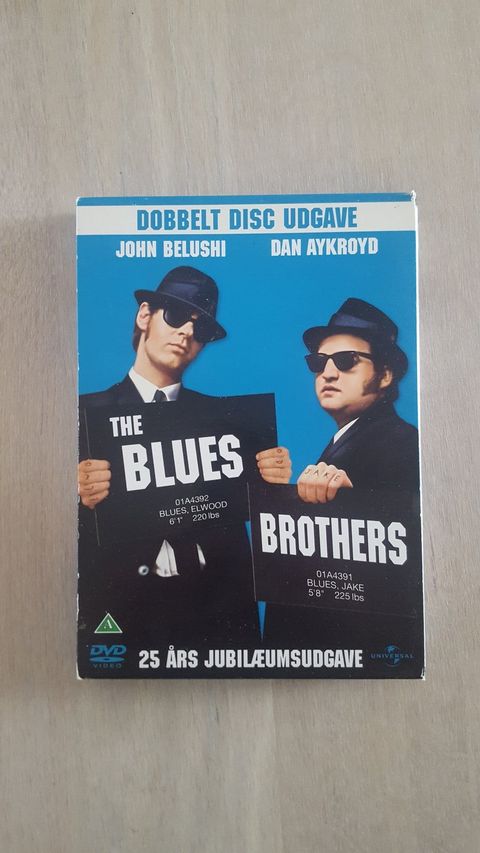 DOBBELT DISC UDGAVE
JOHN BELUSHI DAN AYKROYD
THE
BLUES
01A4392
BLUES, ELWOOD
6'1" 220 lbs
JAKE
BROTHERS
01A4391
BLUES, JAKE
5'8" 225 lbs
A
DVD
VIDEO
25 ÅRS JUBILÆUMSUDGAVE
UNIVERSAL